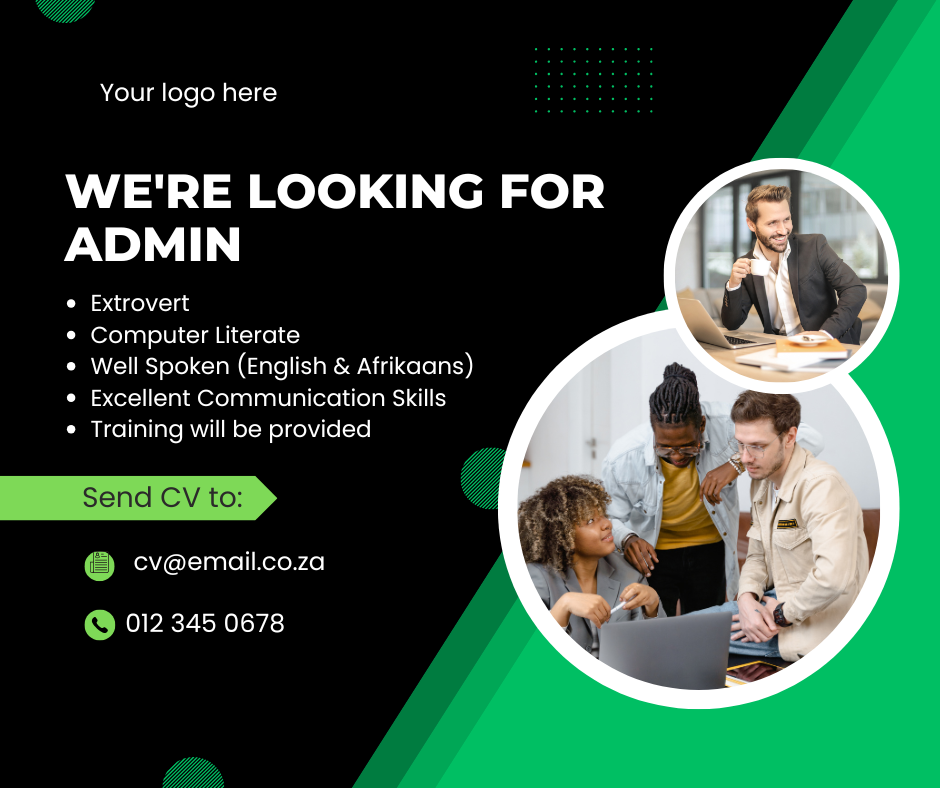 Your logo here
WE'RE LOOKING FOR
ADMIN
• Extrovert
• Computer Literate
• Well Spoken (English & Afrikaans)
• Excellent Communication Skills
• Training will be provided
Send CV to:
cv@email.co.za
012 345 0678